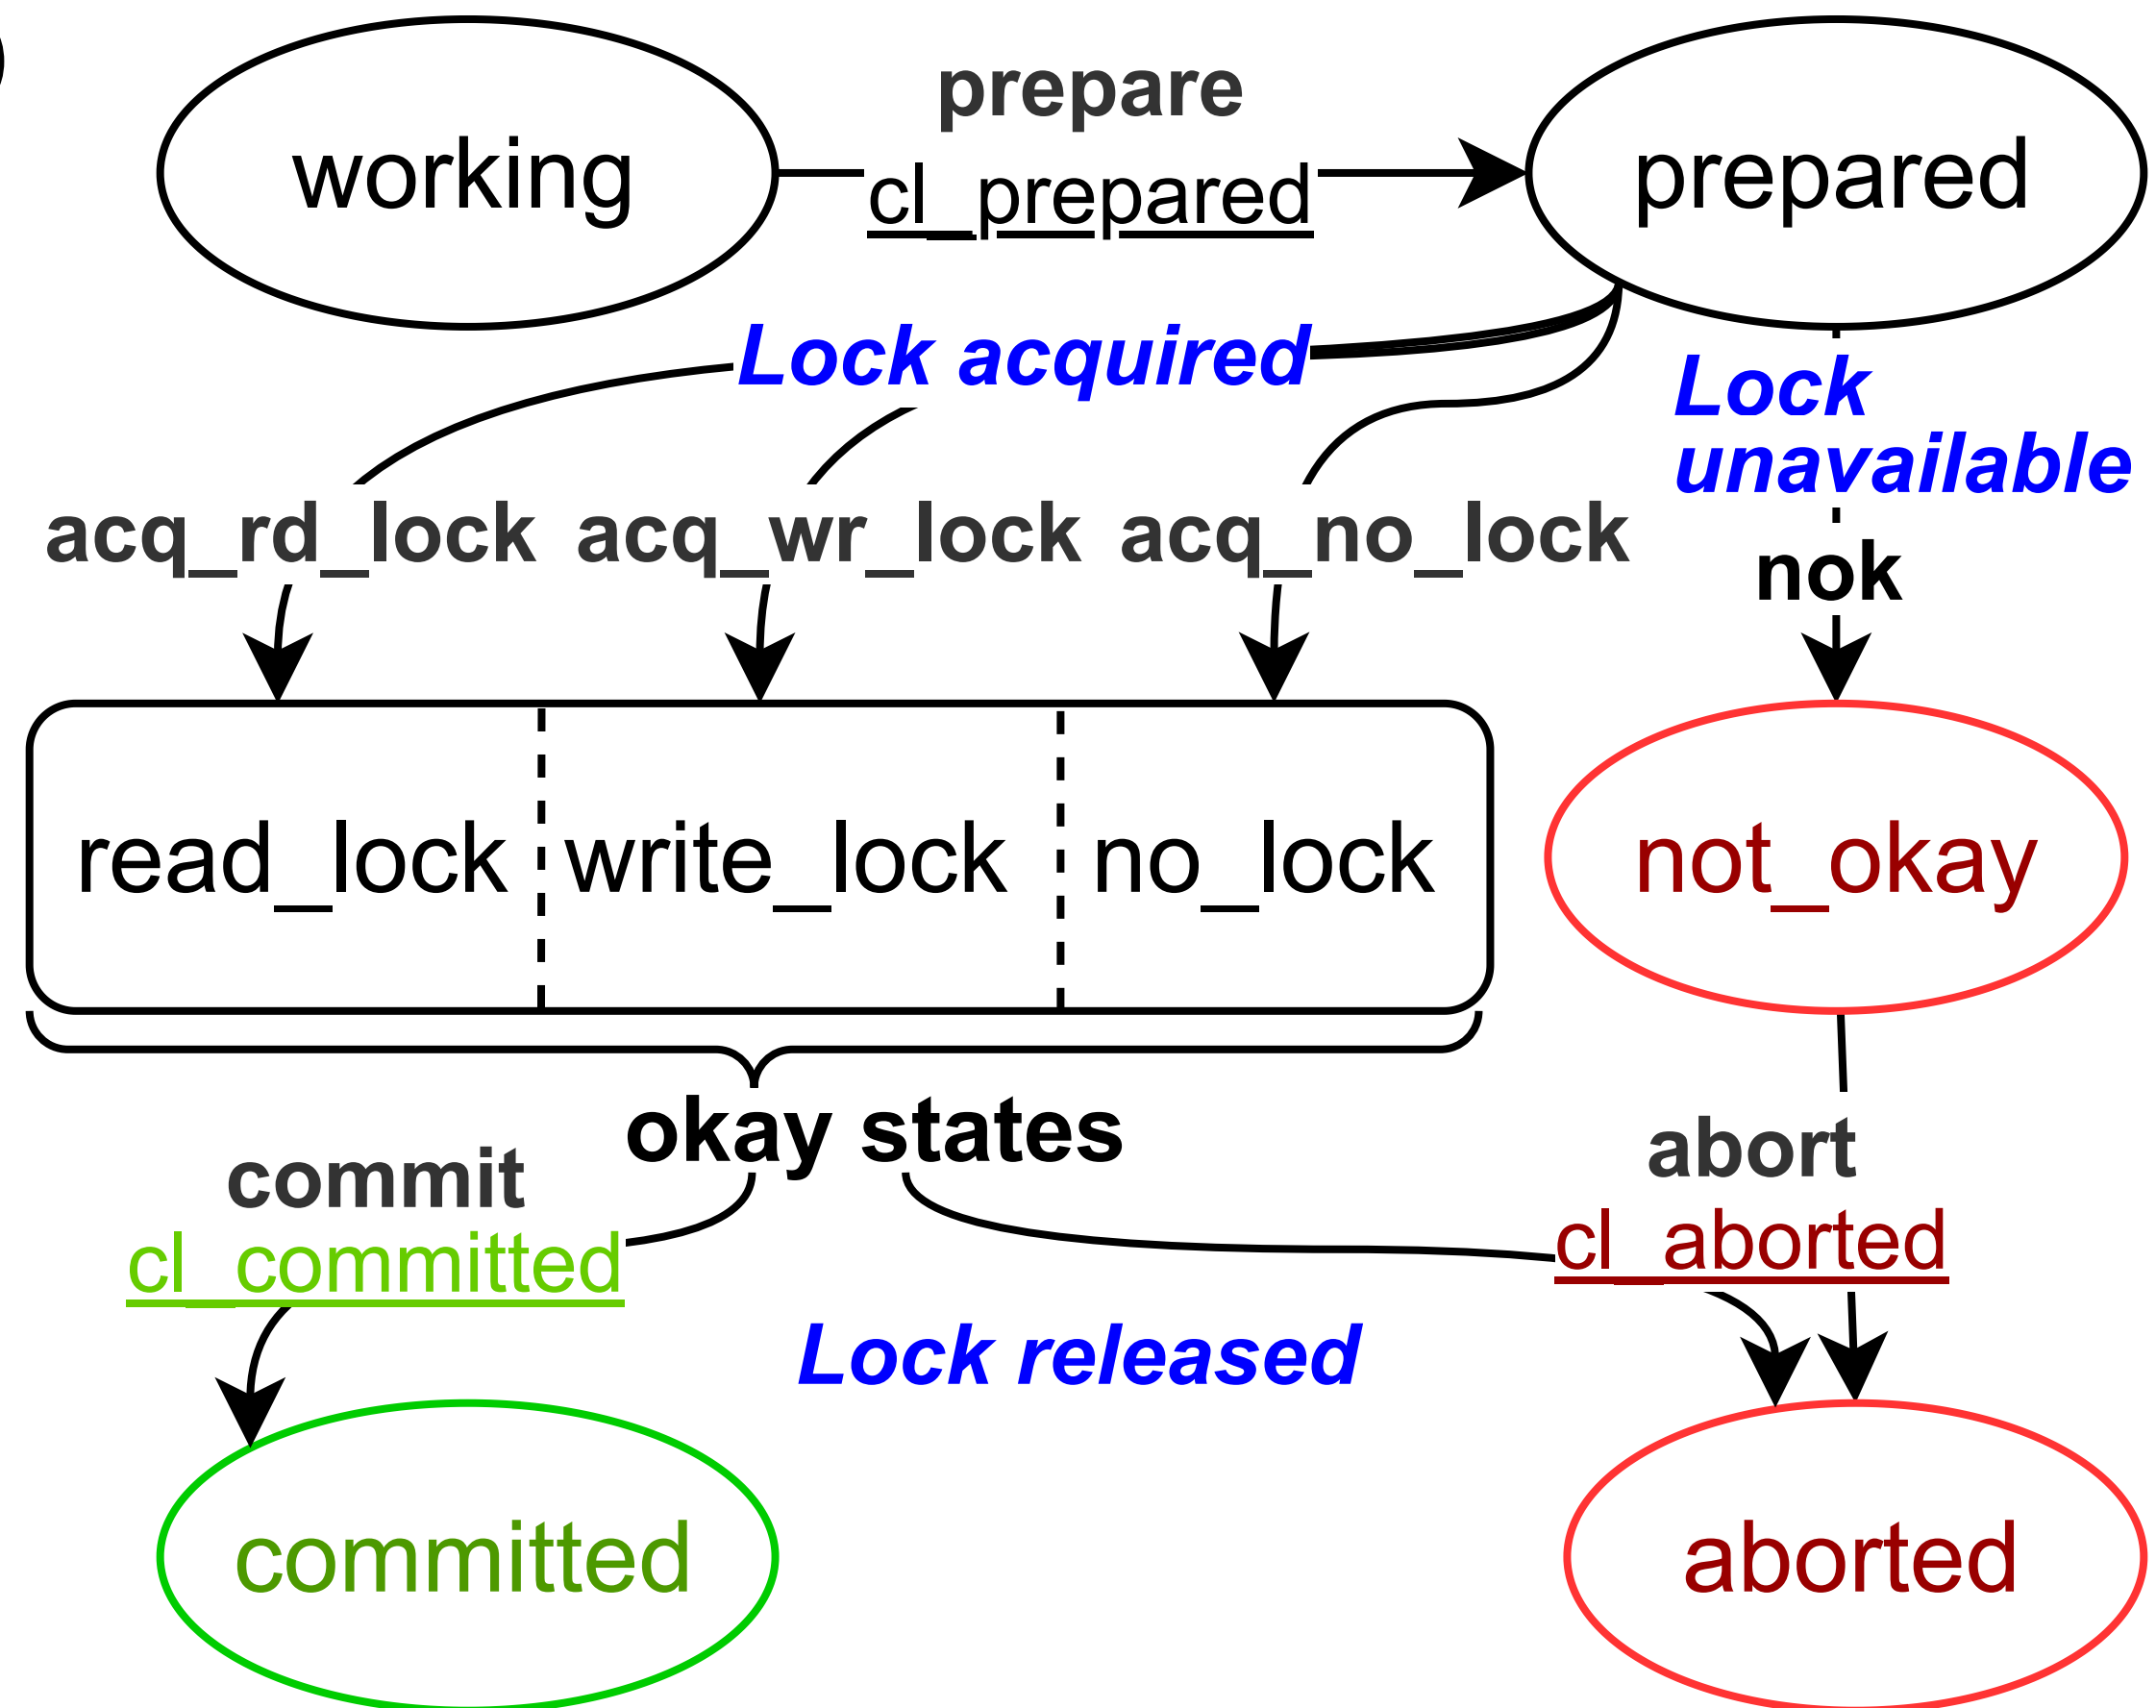 prepare
working
cl_prepared
prepared
Lock acquired
Lock
unavailable
acq_rd_lock acq_wr_lock acq_no_lock
nok
read_lock
write_lock
no_lock
not_okay
okay states
commit
cl_committed
abort
cl_aborted
Lock released
committed
aborted